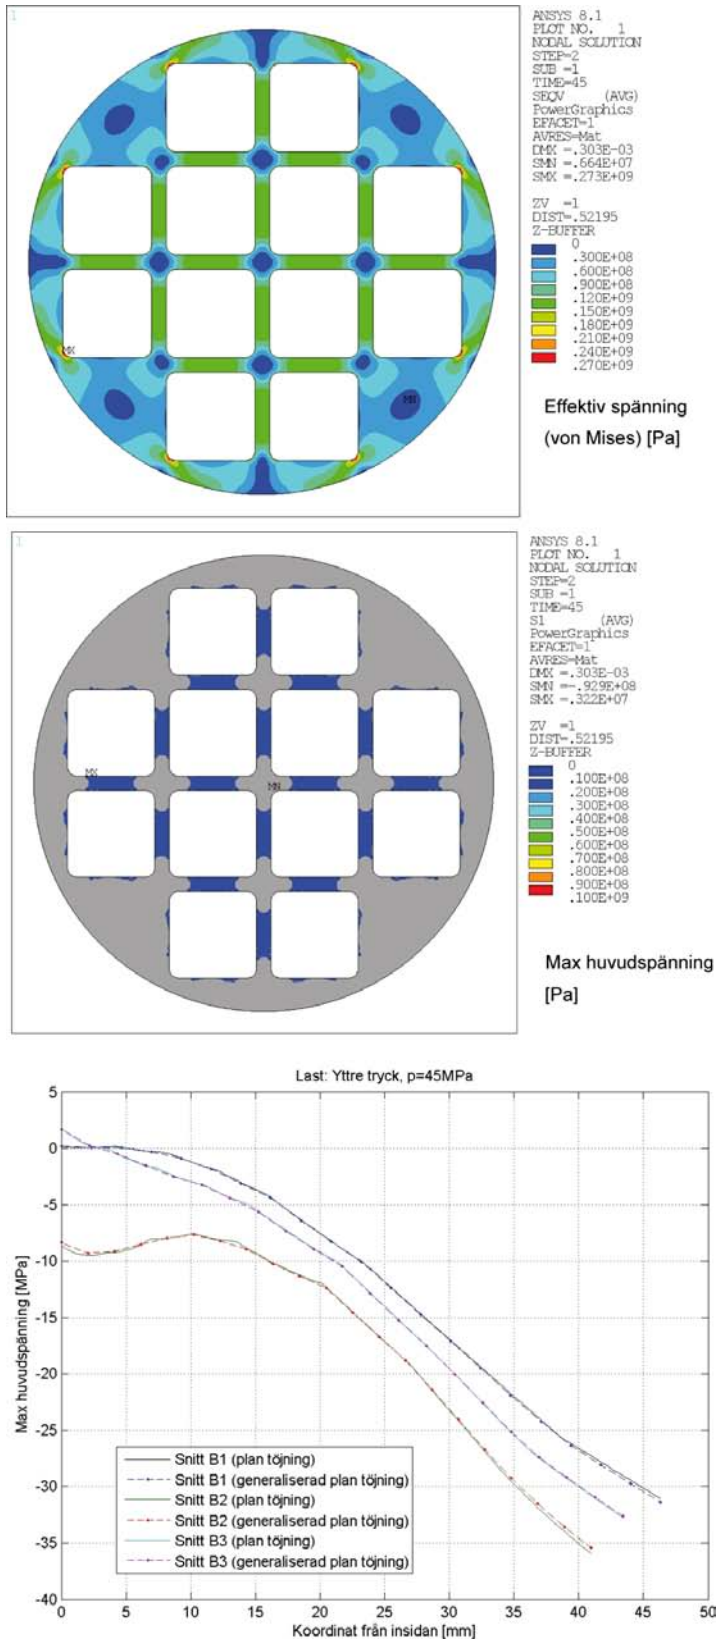 1
ANSYS 8.1
PLOT NO. 1
NODAL SOLUTION
STEP=2
SUB =1
TIME=45
SEQV (AVG)
PowerGraphics
EFACET=1
AVRES=Mat
DMX =.303E-03
SMN =.664E+07
SMX =.273E+09
ZV =1
DIST=.52195
Z-BUFFER
0
.300E+08
.600E+08
.900E+08
.120E+09
.150E+09
.180E+09
.210E+09
.240E+09
.270E+09
MX
MN
Effektiv spänning
(von Mises) [Pa]
1
ANSYS 8.1
PLOT NO. 1
NODAL SOLUTION
STEP=2
SUB =1
TIME=45
S1 (AVG)
PowerGraphics
EFACET=1
AVRES=Mat
DMX =.303E-03
SMN =-.929E+08
SMX =.322E+07
ZV =1
DIST=.52195
Z-BUFFER
0
.100E+08
.200E+08
.300E+08
.400E+08
.500E+08
.600E+08
.700E+08
.800E+08
.900E+08
.100E+09
MX
MN
Max huvudspänning
[Pa]
Last: Yttre tryck, p=45MPa
5
0
-5
-10
-15
-20
-25
-30
-35
-40
Max huvudspänning [MPa]
Snitt B1 (plan töjning)
Snitt B1 (generaliserad plan töjning)
Snitt B2 (plan töjning)
Snitt B2 (generaliserad plan töjning)
Snitt B3 (plan töjning)
Snitt B3 (generaliserad plan töjning)
0 5 10 15 20 25 30 35 40 45 50
Koordinat från insidan [mm]